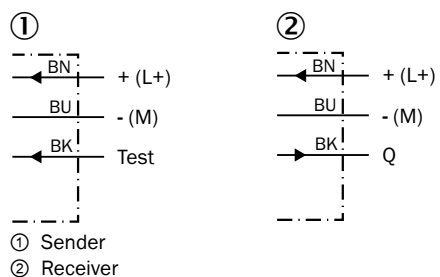 ① ②
BN + (L+) BN + (L+)
BU - (M) BU - (M)
BK Test BK Q
① Sender
② Receiver